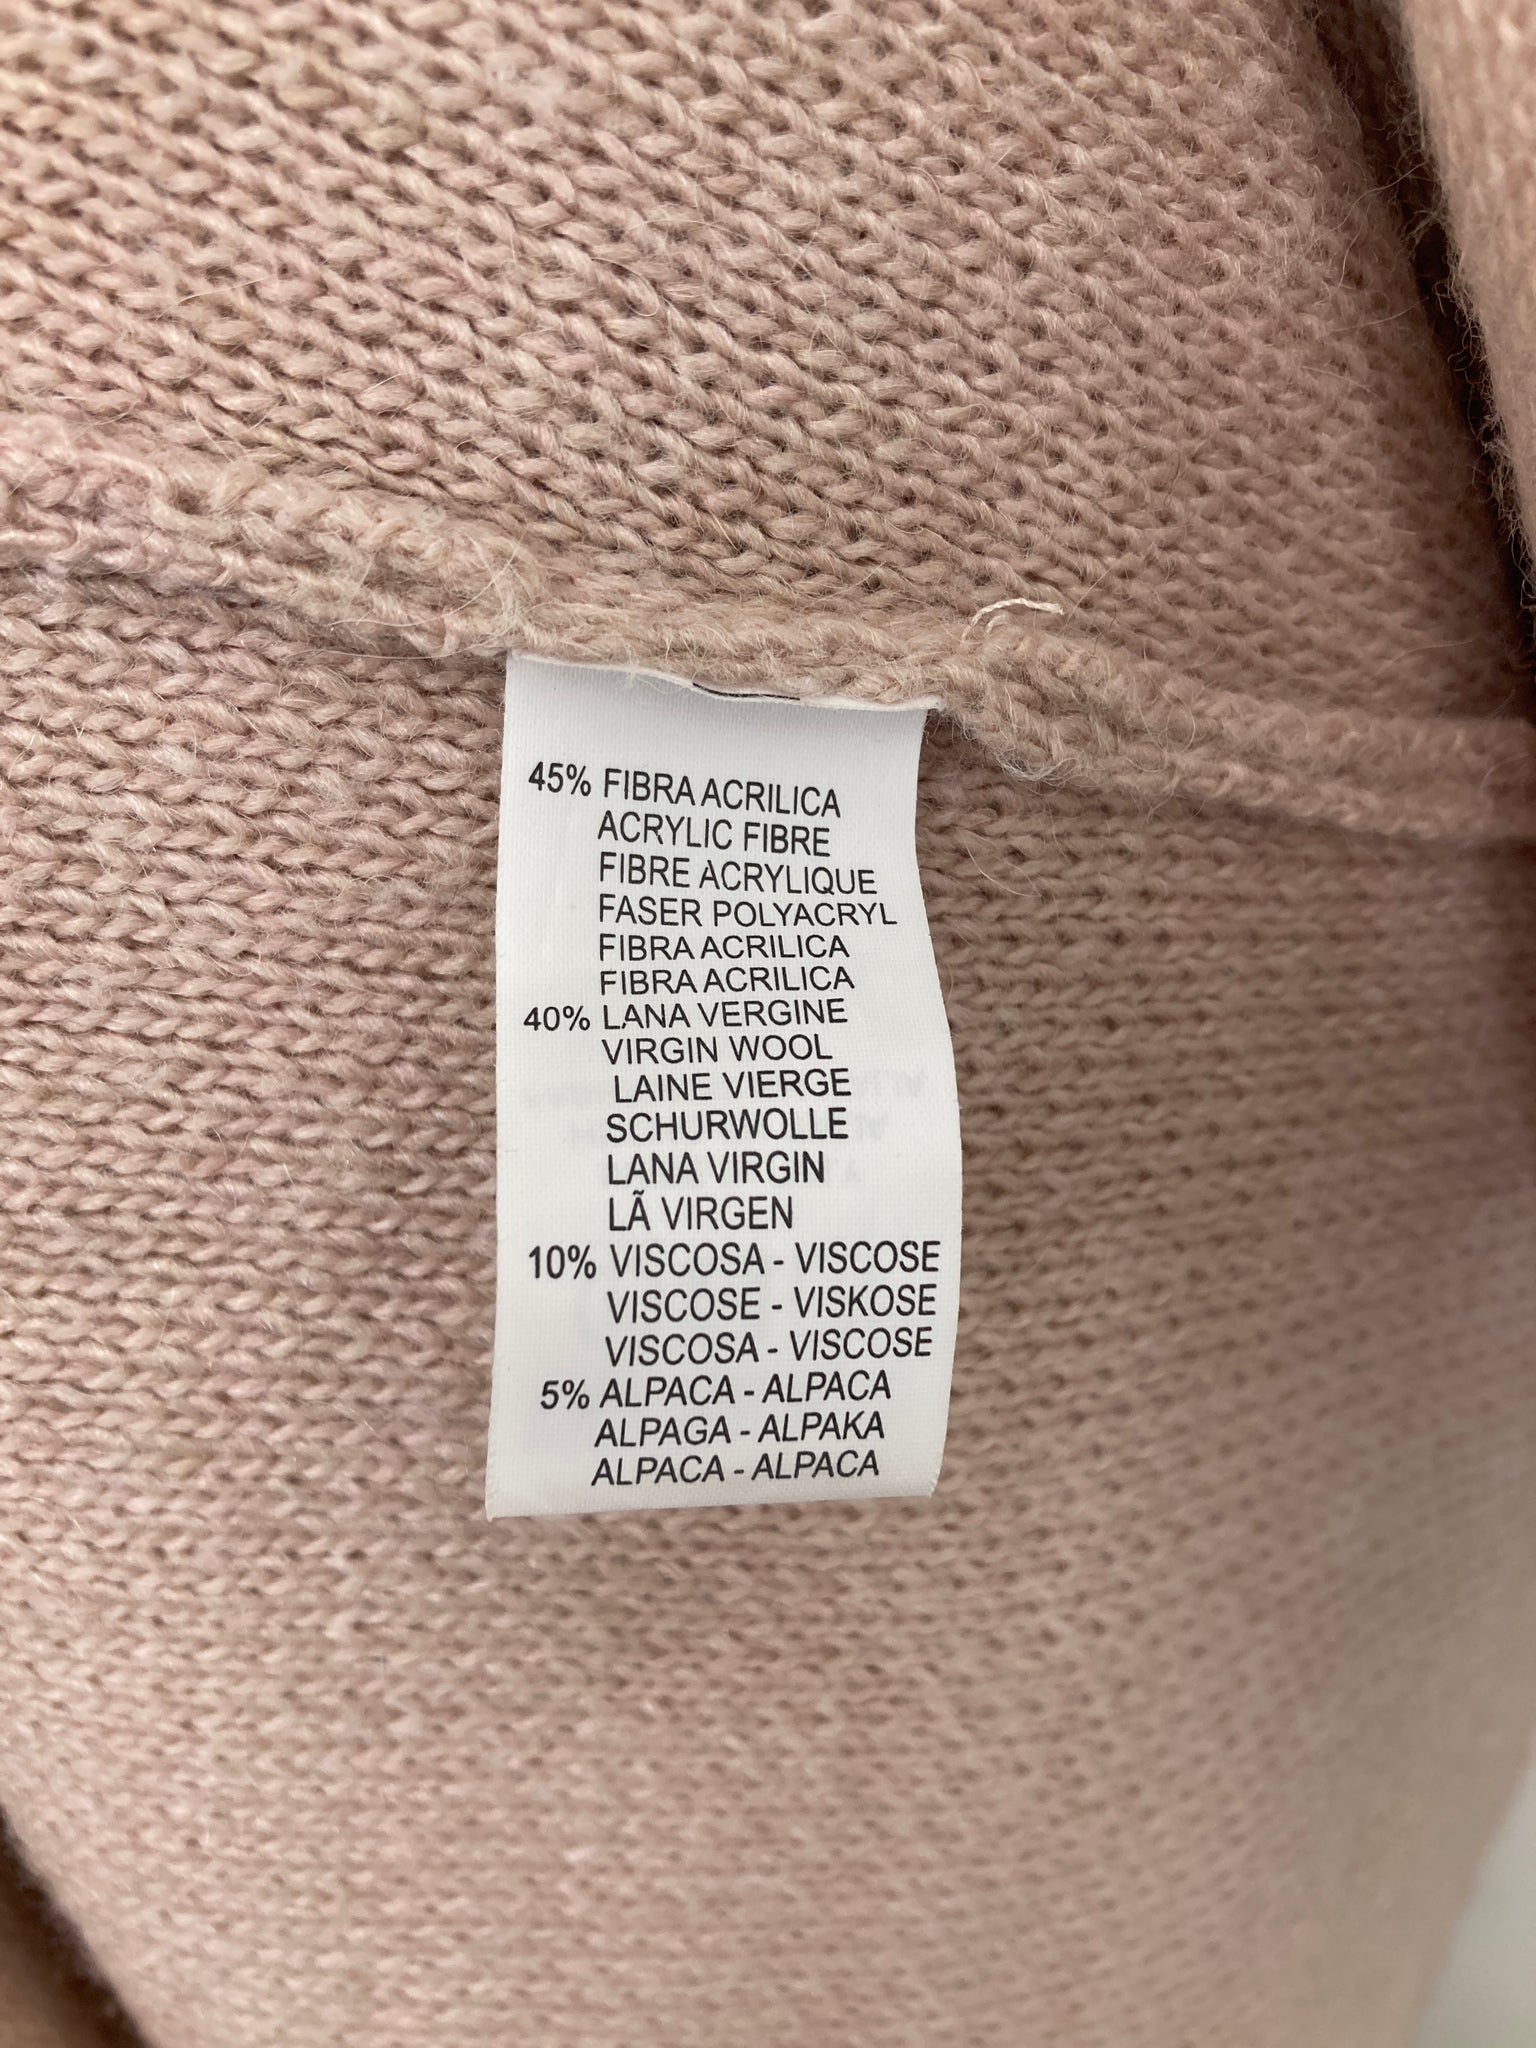 45% FIBRA ACRILICA
ACRYLIC FIBRE
FIBRE ACRYLIQUE
FASER POLYACRYL
FIBRA ACRILICA
FIBRA ACRILICA
40% LANA VERGINE
VIRGIN WOOL
LAINE VIERGE
SCHURWOLLE
LANA VIRGIN
LÃ VIRGEN
10% VISCOSA - VISCOSE
VISCOSE - VISKOSE
VISCOSA - VISCOSE
5% ALPACA - ALPACA
ALPAGA - ALPAKA
ALPACA - ALPACA